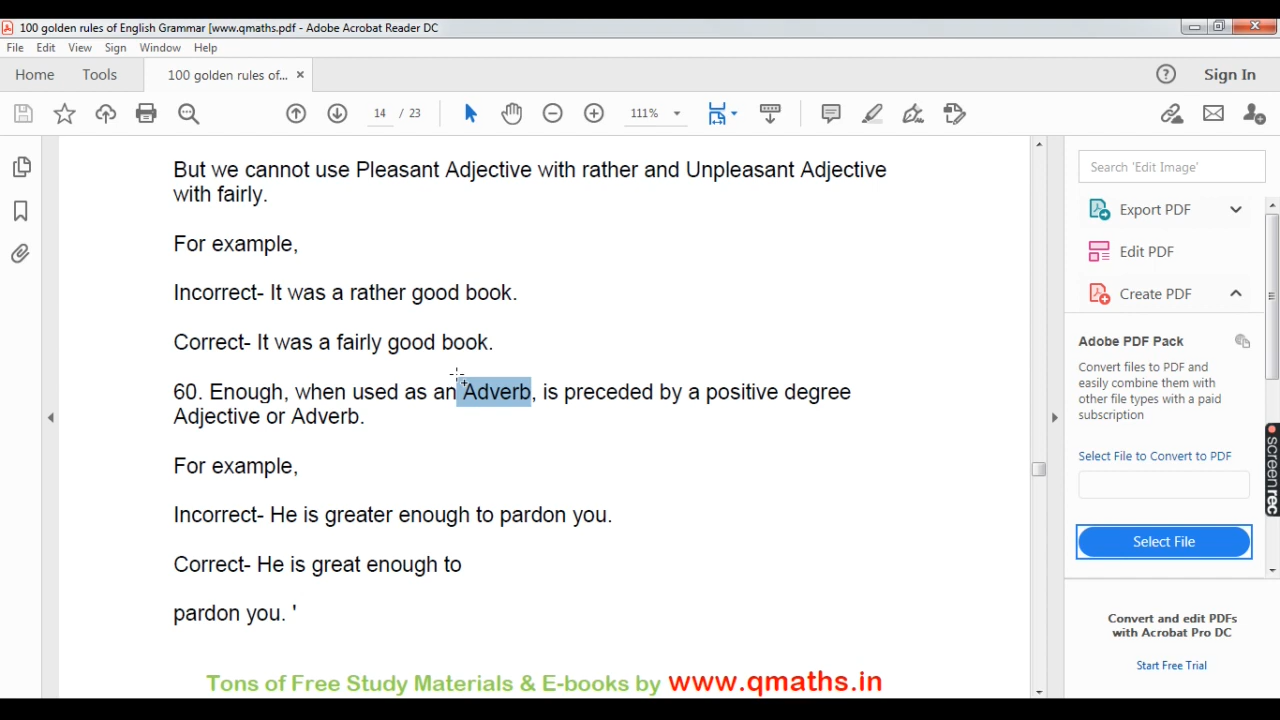 100 golden rules of English Grammar [www.qmaths.pdf - Adobe Acrobat Reader DC
File Edit View Sign Window Help
Home Tools 100 golden rules of... × Sign In
14 / 23 111%
But we cannot use Pleasant Adjective with rather and Unpleasant Adjective
with fairly.
For example,
Incorrect- It was a rather good book.
Correct- It was a fairly good book.
60. Enough, when used as an Adverb, is preceded by a positive degree
Adjective or Adverb.
For example,
Incorrect- He is greater enough to pardon you.
Correct- He is great enough to
pardon you. '
Tons of Free Study Materials & E-books by www.qmaths.in
Search 'Edit Image'
Export PDF
Edit PDF
Create PDF
Adobe PDF Pack
Convert files to PDF and
easily combine them with
other file types with a paid
subscription
Select File to Convert to PDF
Select File
Convert and edit PDFs
with Acrobat Pro DC
Start Free Trial
screenrec